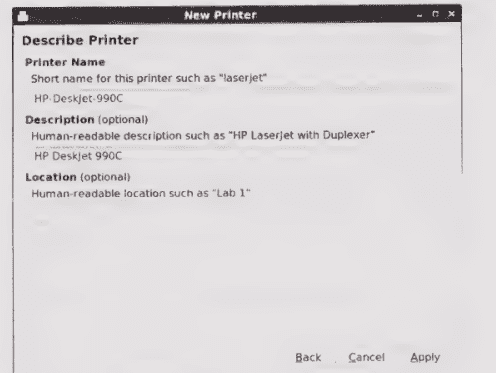 New Printer
Describe Printer
Printer Name
Short name for this printer such as "laserjet"
HP-DeskJet-990C
Description (optional)
Human-readable description such as "HP LaserJet with Duplexer"
HP DeskJet 990C
Location (optional)
Human-readable location such as "Lab 1"
Back Cancel Apply